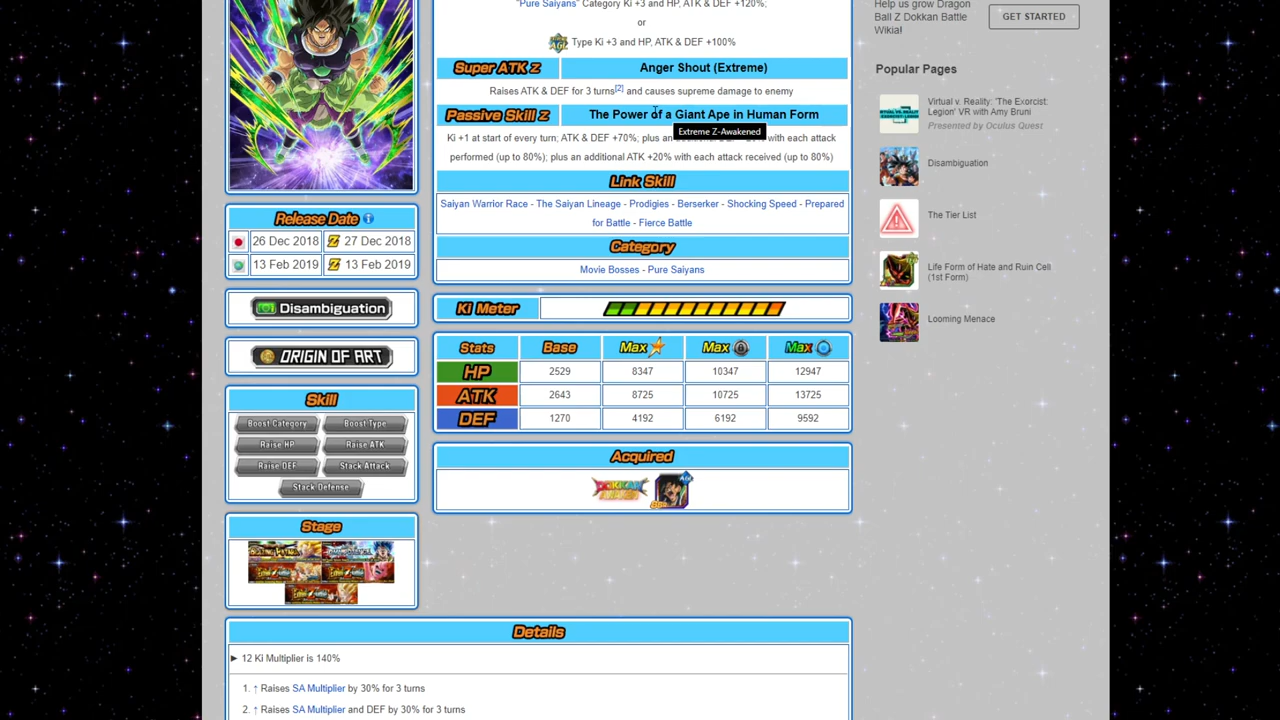 "Pure Saiyans" Category Ki +3 and HP, ATK & DEF +120%;
or
AGL Type Ki +3 and HP, ATK & DEF +100%
Super ATK Z
Anger Shout (Extreme)
Raises ATK & DEF for 3 turns[2] and causes supreme damage to enemy
Passive Skill Z
The Power of a Giant Ape in Human Form
Extreme Z-Awakened
Ki +1 at start of every turn; ATK & DEF +70%; plus an with each attack
performed (up to 80%); plus an additional ATK +20% with each attack received (up to 80%)
Link Skill
Saiyan Warrior Race - The Saiyan Lineage - Prodigies - Berserker - Shocking Speed - Prepared
for Battle - Fierce Battle
Category
Movie Bosses - Pure Saiyans
Ki Meter
Stats Base Max Max Max
HP 2529 8347 10347 12947
ATK 2643 8725 10725 13725
DEF 1270 4192 6192 9592
Acquired
Release Date
26 Dec 2018 Z 27 Dec 2018
13 Feb 2019 Z 13 Feb 2019
Disambiguation
ORIGIN OF ART
Skill
Boost Category Boost Type
Raise HP Raise ATK
Raise DEF Stack Attack
Stack Defense
Stage
Details
► 12 Ki Multiplier is 140%
1. ↑ Raises SA Multiplier by 30% for 3 turns
2. ↑ Raises SA Multiplier and DEF by 30% for 3 turns
Help us grow Dragon
Ball Z Dokkan Battle
Wikia!
GET STARTED
Popular Pages
Virtual v. Reality: 'The Exorcist:
Legion' VR with Amy Bruni
Presented by Oculus Quest
Disambiguation
The Tier List
Life Form of Hate and Ruin Cell
(1st Form)
Looming Menace